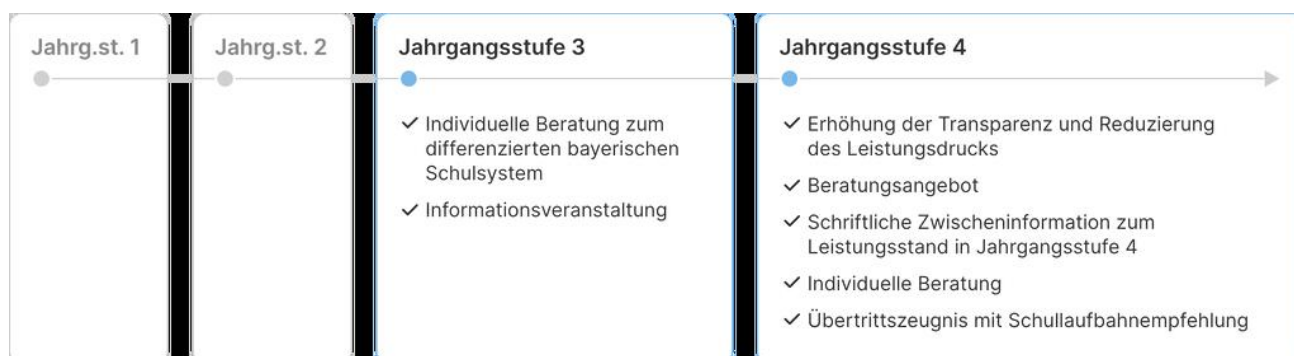 Jahrg.st. 1
Jahrg.st. 2
Jahrgangsstufe 3
Individuelle Beratung zum
differenzierten bayerischen
Schulsystem
Informationsveranstaltung
Jahrgangsstufe 4
Erhöhung der Transparenz und Reduzierung
des Leistungsdrucks
Beratungsangebot
Schriftliche Zwischeninformation zum
Leistungsstand in Jahrgangsstufe 4
Individuelle Beratung
Übertrittszeugnis mit Schullaufbahnempfehlung